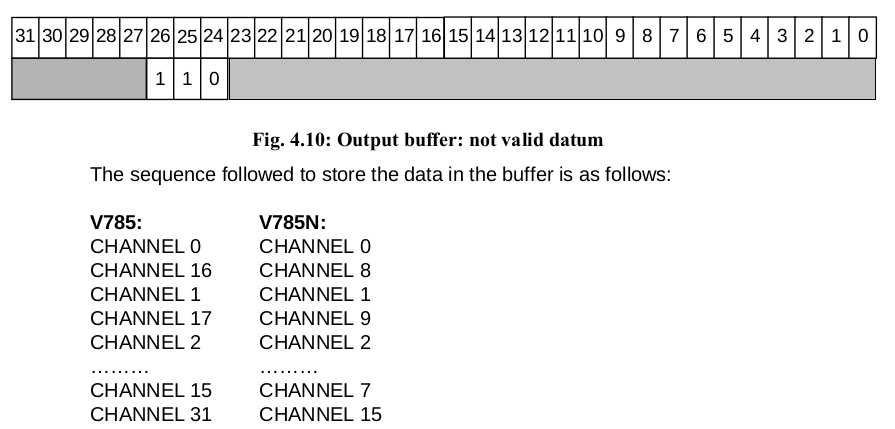 31 30 29 28 27 26 25 24 23 22 21 20 19 18 17 16 15 14 13 12 11 10 9 8 7 6 5 4 3 2 1 0
1 1 0
Fig. 4.10: Output buffer: not valid datum
The sequence followed to store the data in the buffer is as follows:
V785: V785N:
CHANNEL 0 CHANNEL 0
CHANNEL 16 CHANNEL 8
CHANNEL 1 CHANNEL 1
CHANNEL 17 CHANNEL 9
CHANNEL 2 CHANNEL 2
……… ………
CHANNEL 15 CHANNEL 7
CHANNEL 31 CHANNEL 15